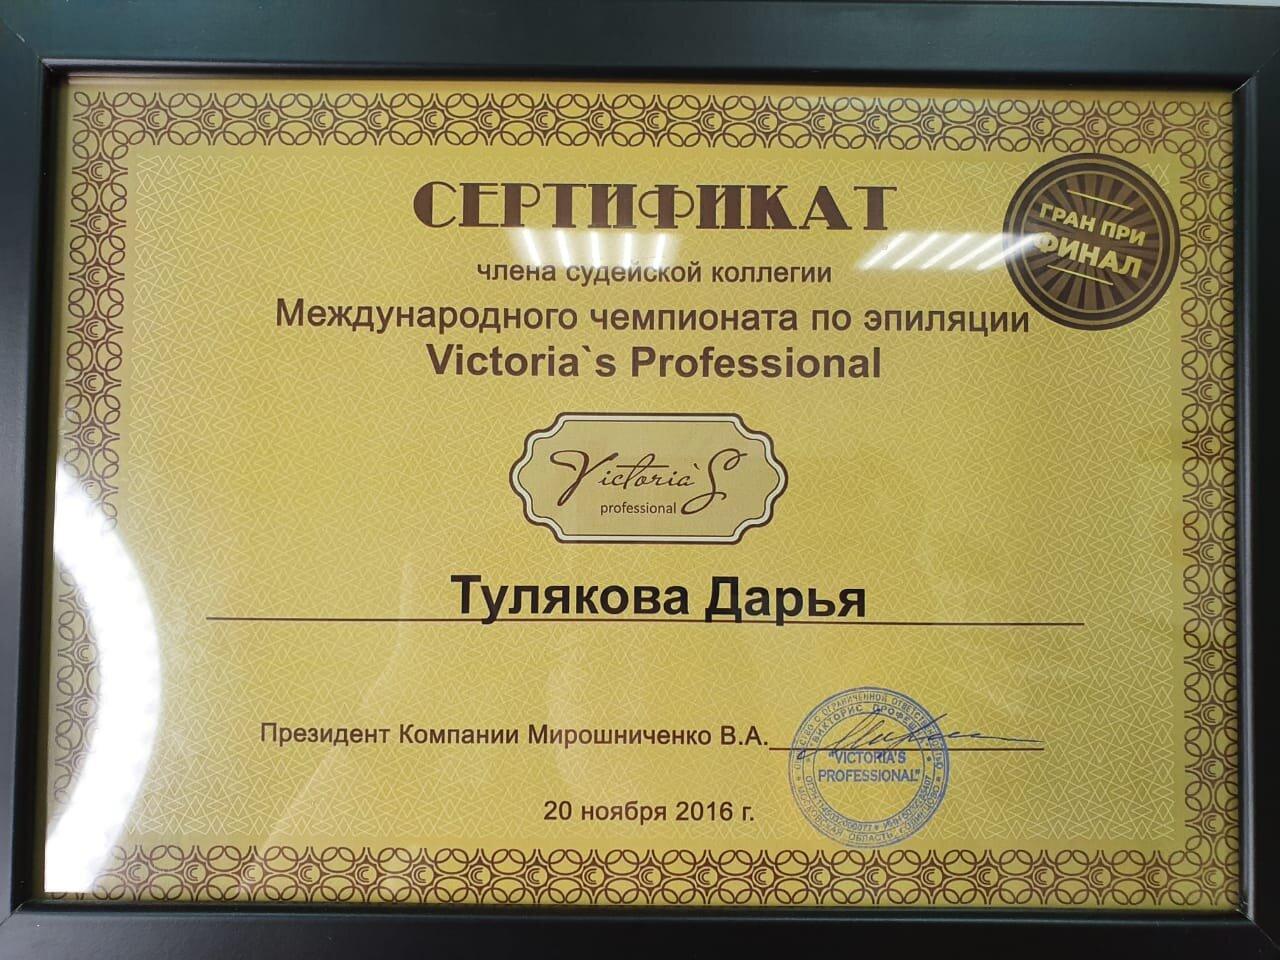 СЕРТИФИКАТ
ГРАН ПРИ
ФИНАЛ
члена судейской коллегии
Международного чемпионата по эпиляции
Victoria`s Professional
Victoria`S
professional
Тулякова Дарья
Президент Компании Мирошниченко В.А.
"VICTORIA'S
PROFESSIONAL"
20 ноября 2016 г.